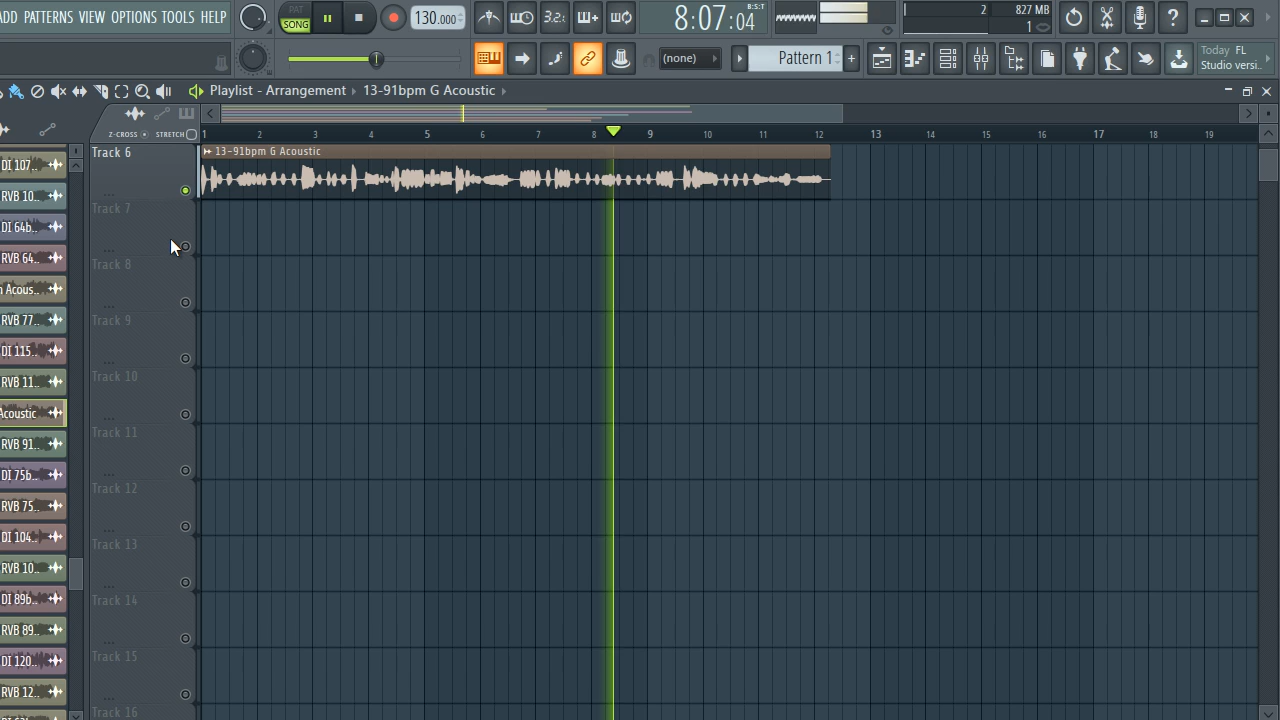 ADD PATTERNS VIEW OPTIONS TOOLS HELP
PAT
SONG
130.000
3.2.
8:07:04
B:S:T
2
827 MB
1
(none)
Pattern 1
Today FL
Studio versi..
Playlist - Arrangement 13-91bpm G Acoustic
Z-CROSS STRETCH
1 2 3 4 5 6 7 8 9 10 11 12 13 14 15 16 17 18 19
Track 6
13-91bpm G Acoustic
Track 7
Track 8
Track 9
Track 10
Track 11
Track 12
Track 13
Track 14
Track 15
Track 16
DI 107..
RVB 10..
DI 64b..
RVB 64..
n Acous..
RVB 77..
DI 115..
RVB 11..
Acoustic
RVB 91..
DI 75b..
RVB 75..
DI 104..
RVB 10..
DI 89b..
RVB 89..
DI 120..
RVB 12..